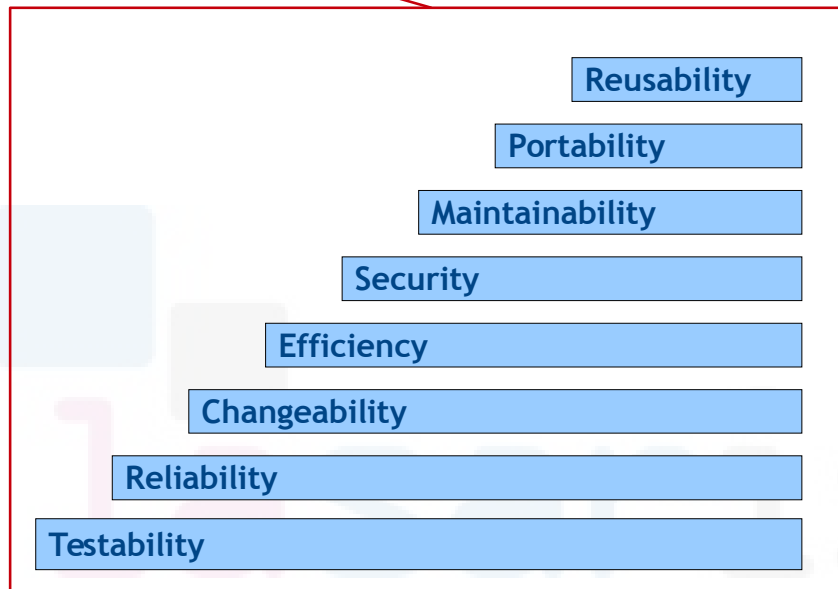 Reusability
Portability
Maintainability
Security
Efficiency
Changeability
Reliability
Testability